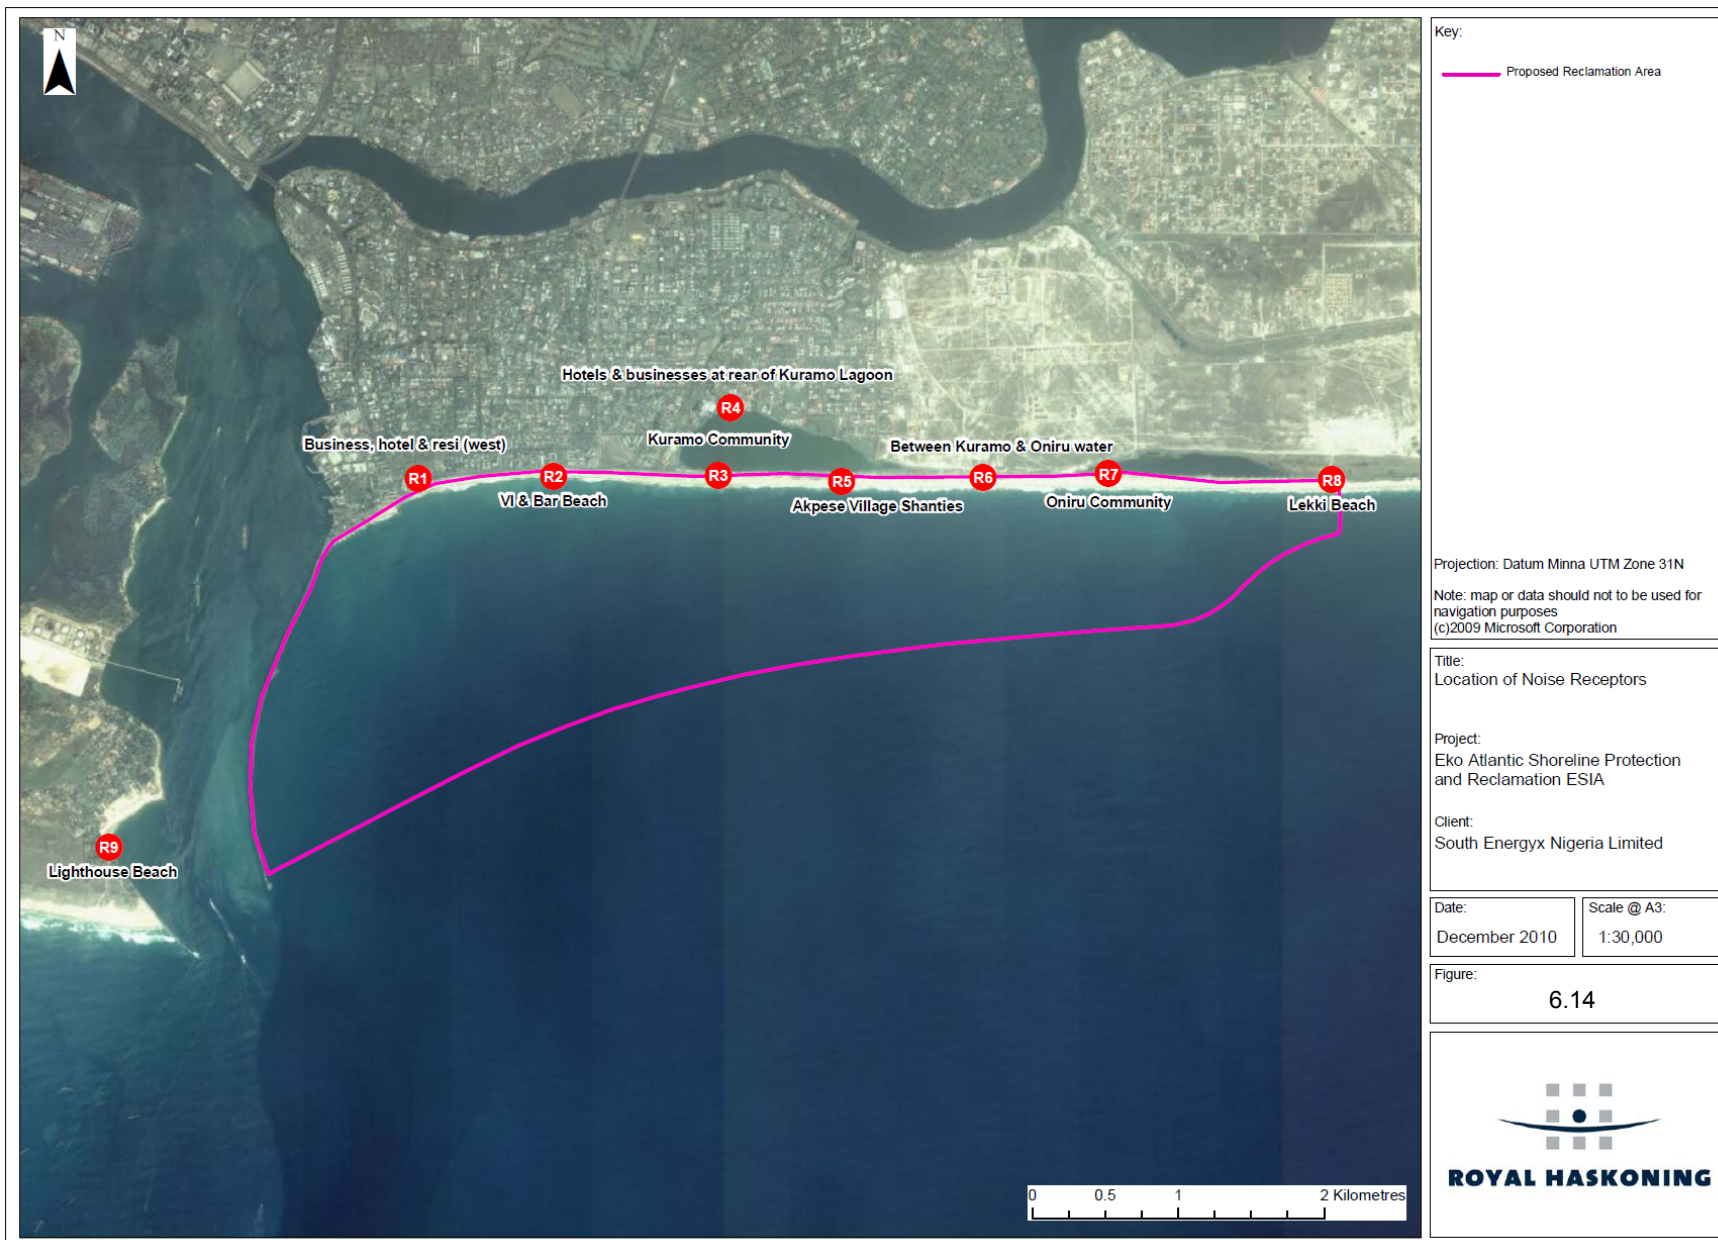 N
Hotels & businesses at rear of Kuramo Lagoon
R4
Business, hotel & resi (west)
Kuramo Community
Between Kuramo & Oniru water
R1
R2
R3
R5
R6
R7
R8
VI & Bar Beach
Akpese Village Shanties
Oniru Community
Lekki Beach
R9
Lighthouse Beach
0 0.5 1 2 Kilometres
Key:
Proposed Reclamation Area
Projection: Datum Minna UTM Zone 31N
Note: map or data should not to be used for
navigation purposes
(c)2009 Microsoft Corporation
Title:
Location of Noise Receptors
Project:
Eko Atlantic Shoreline Protection
and Reclamation ESIA
Client:
South Energyx Nigeria Limited
Date:
December 2010
Scale @ A3:
1:30,000
Figure:
6.14
ROYAL HASKONING